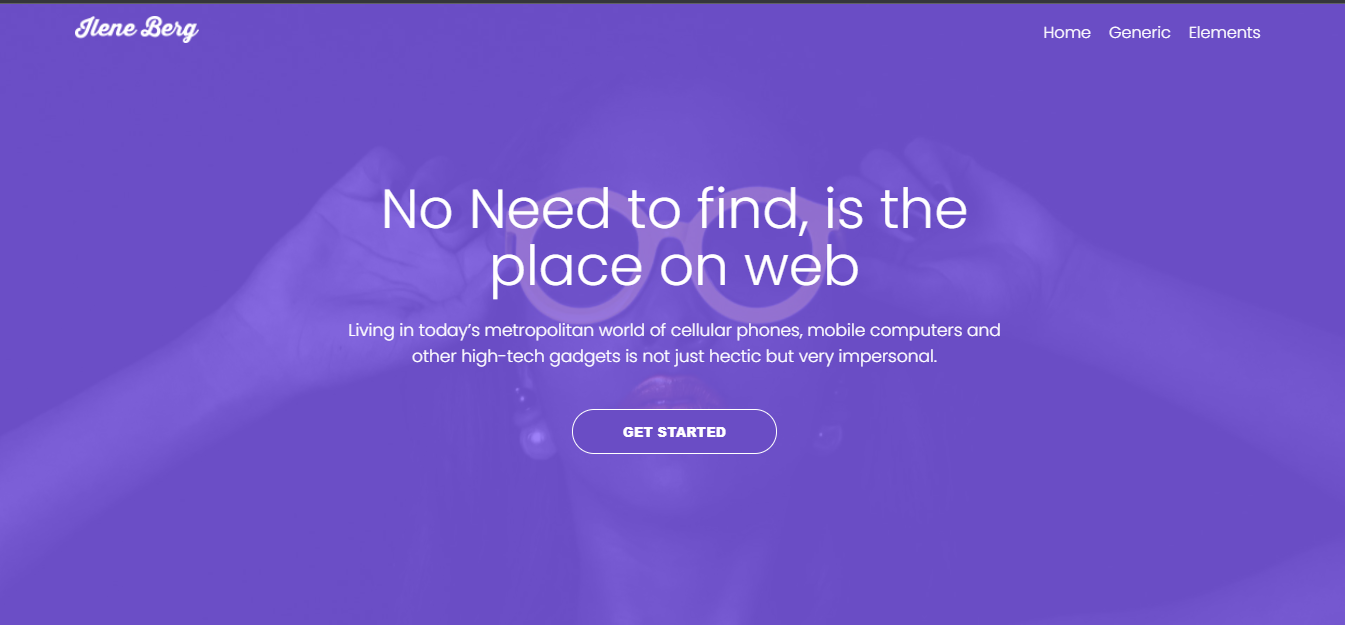 Ilene Berg
Home Generic Elements
No Need to find, is the
place on web
Living in today's metropolitan world of cellular phones, mobile computers and
other high-tech gadgets is not just hectic but very impersonal.
GET STARTED